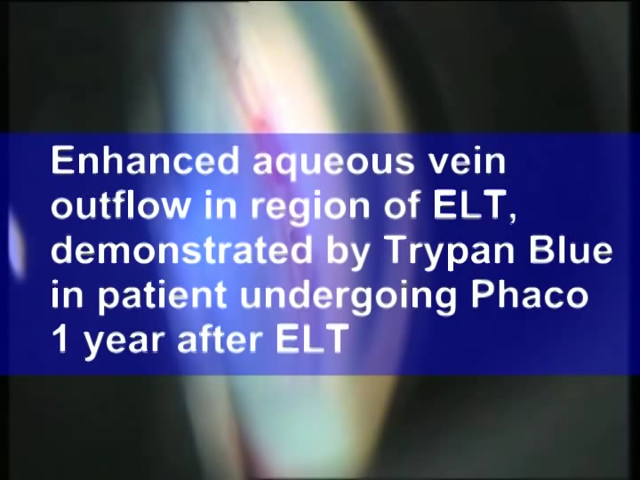 Enhanced aqueous vein
outflow in region of ELT,
demonstrated by Trypan Blue
in patient undergoing Phaco
1 year after ELT